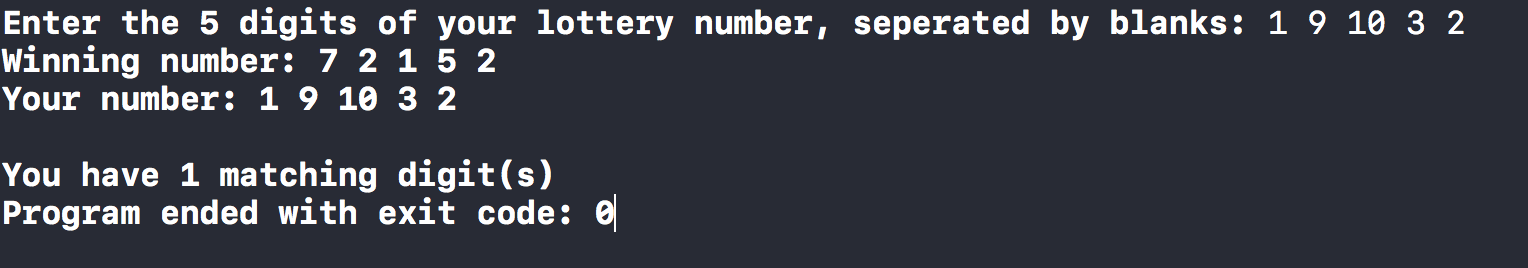 Enter the 5 digits of your lottery number, seperated by blanks: 1 9 10 3 2
Winning number: 7 2 1 5 2
Your number: 1 9 10 3 2
You have 1 matching digit(s)
Program ended with exit code: 0